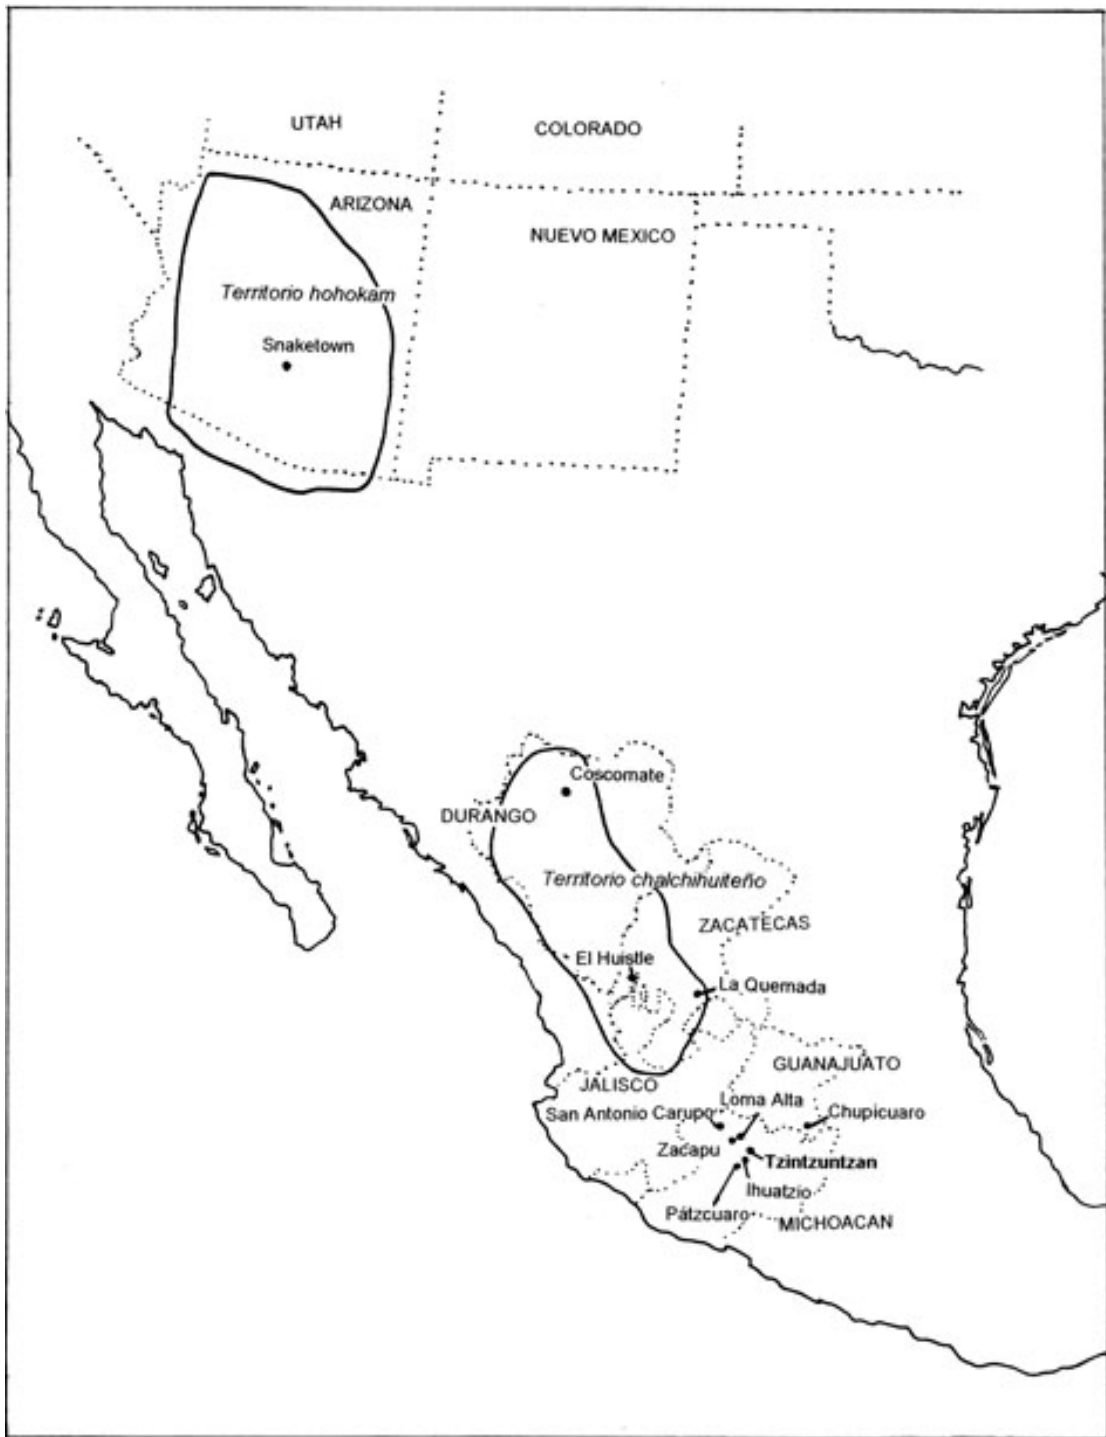 UTAH
COLORADO
ARIZONA
NUEVO MEXICO
Territorio hohokam
Snaketown
Coscomate
DURANGO
Territorio chalchihuiteño
ZACATECAS
El Huistle
La Quemada
GUANAJUATO
JALISCO
Loma Alta
San Antonio Carupo
Chupicuaro
Zacapu
Tzintzuntzan
Ihuatzio
Pátzcuaro
MICHOACAN